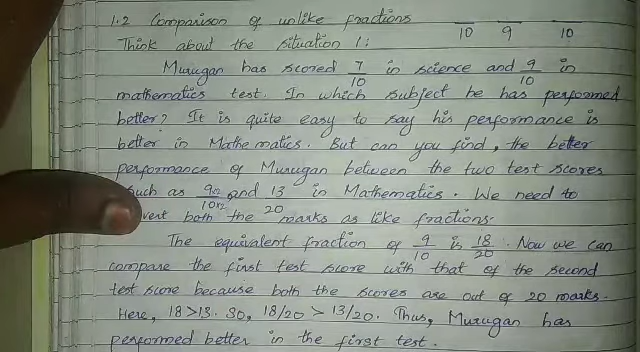 1.2 Comparison of unlike fractions
10 9 10
Think about the situation 1:
Murugan has scored 7/10 in science and 9/10 in
mathematics test. In which subject he has performed
better? It is quite easy to say his performance is
better in Mathematics. But can you find, the better
performance of Murugan between the two test scores
such as 9/10 and 13/20 in Mathematics. We need to
vert both the marks as like fractions.
The equivalent fraction of 9/10 is 18/20. Now we can
compare the first test score with that of the second
test score because both the scores are out of 20 marks.
Here, 18 >13. SO, 18/20 > 13/20. Thus, Murugan has
performed better in the first test.